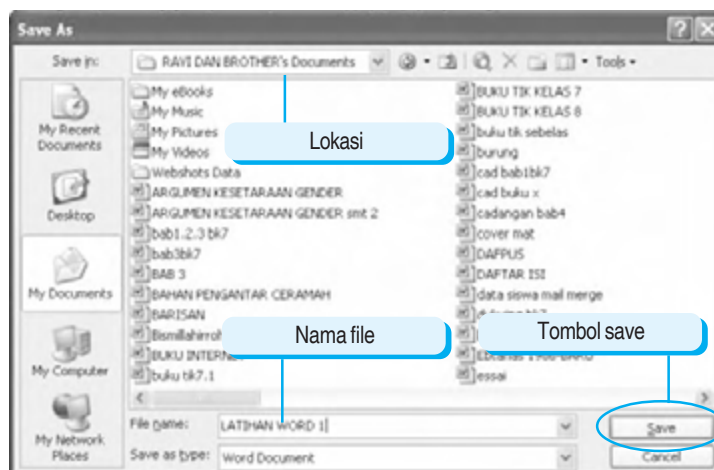 Save As
Save in: RAVI DAN BROTHER's Documents Tools
My Recent Documents
Desktop
My Documents
My Computer
My Network Places
My eBooks
My Music
My Pictures
My Videos
Webshots Data
ARGUMEN KESETARAAN GENDER
ARGUMEN KESETARAAN GENDER smt 2
bab1.2.3 bk7
bab3bk7
BAB 3
BAHAN PENGANTAR CERAMAH
BARISAN
BUKU
buku tik7.1
BUKU TIK KELAS 7
BUKU TIK KELAS 8
buku tik sebelas
burung
cad bab1bk7
cad buku x
cadangan bab4
cover mat
DAFPUS
DAFTAR ISI
data siswa mail merge
essai
Lokasi
Nama file
Tombol save
File name: LATIHAN WORD 1
Save
Save as type: Word Document
Cancel